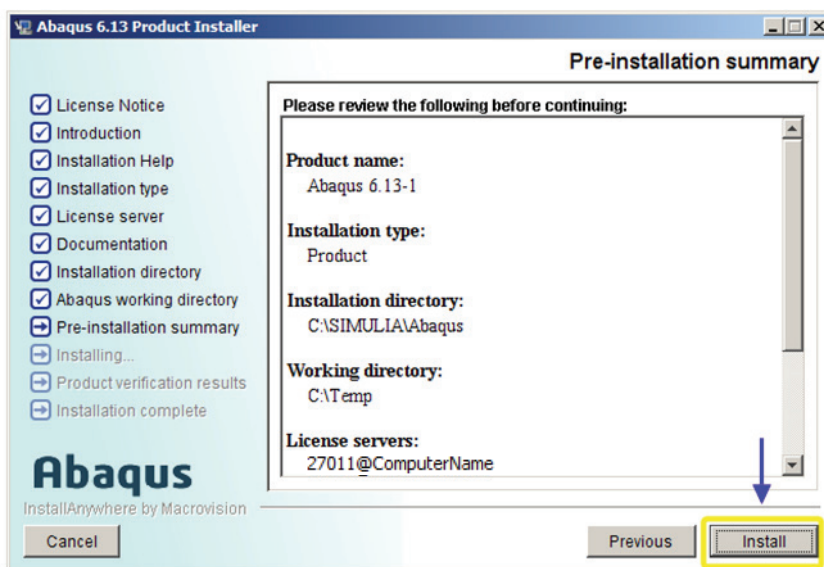 Abaqus 6.13 Product Installer
Pre-installation summary
License Notice
Introduction
Installation Help
Installation type
License server
Documentation
Installation directory
Abaqus working directory
Pre-installation summary
Installing...
Product verification results
Installation complete
Please review the following before continuing:
Product name:
Abaqus 6.13-1
Installation type:
Product
Installation directory:
C:\SIMULIA\Abaqus
Working directory:
C:\Temp
License servers:
27011@ComputerName
Abaqus
InstallAnywhere by Macrovision
Cancel
Previous
Install